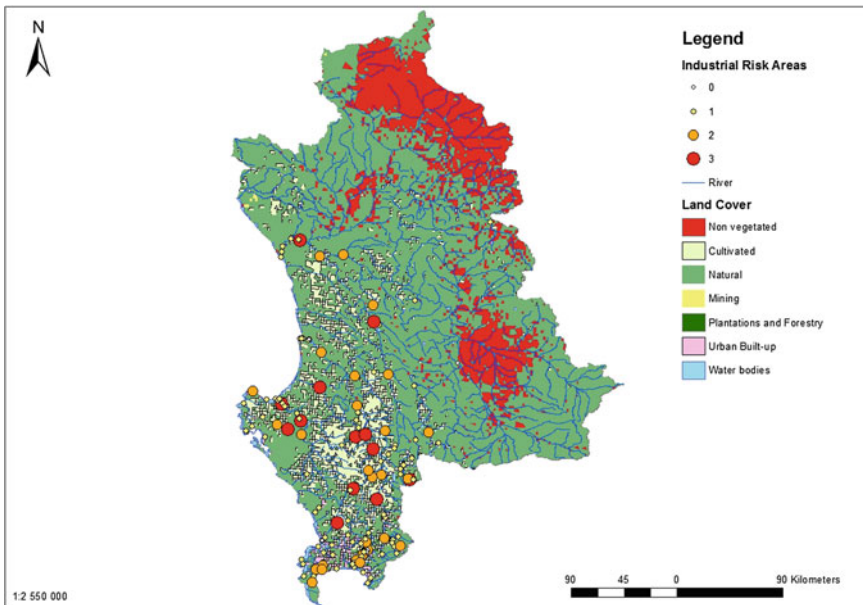 N
Legend
Industrial Risk Areas
0
1
2
3
River
Land Cover
Non vegetated
Cultivated
Natural
Mining
Plantations and Forestry
Urban Built-up
Water bodies
1:2 550 000
90 45 0 90 Kilometers